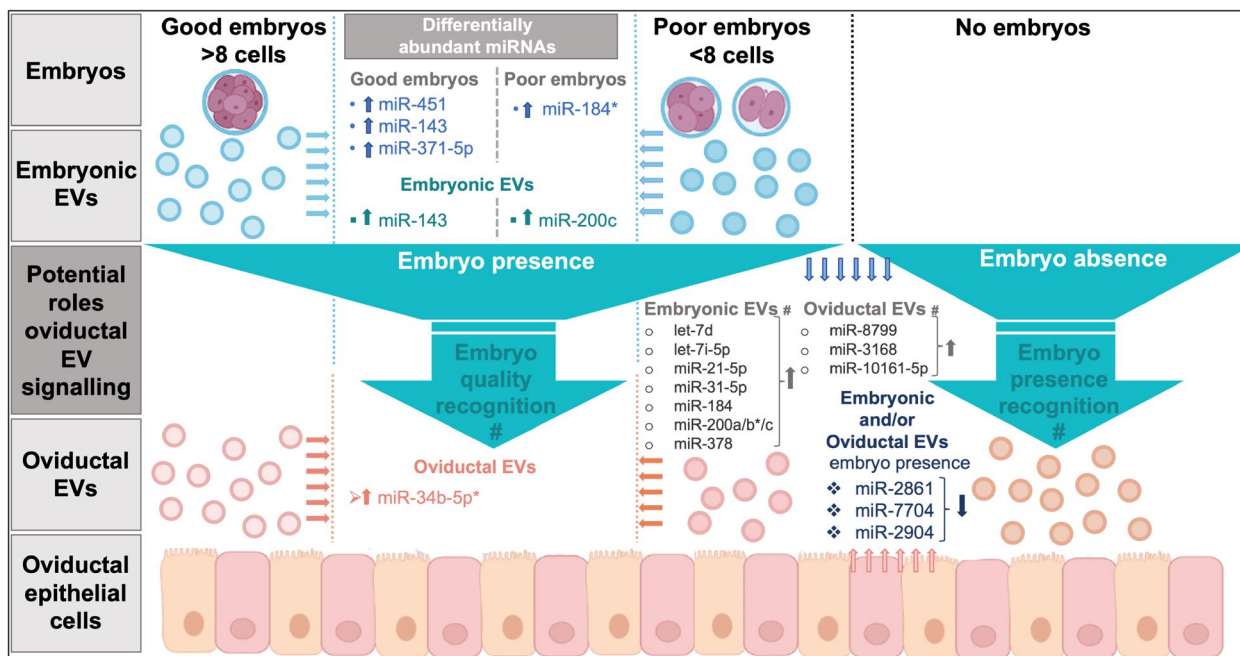 Embryos
Embryonic
EVs
Potential
roles
oviductal
EV
signalling
Oviductal
EVs
Oviductal
epithelial
cells
Good embryos
>8 cells
Differentially
abundant miRNAs
Good embryos
• ⬆ miR-451
• ⬆ miR-143
• ⬆ miR-371-5p
Poor embryos
• ⬆ miR-184*
Embryonic EVs
▪ ⬆ miR-143
▪ ⬆ miR-200c
Poor embryos
<8 cells
No embryos
Embryo presence
Embryo absence
Embryo
quality
recognition
#
Embryonic EVs #
○ let-7d
○ let-7i-5p
○ miR-21-5p
○ miR-31-5p
○ miR-184
○ miR-200a/b*/c
○ miR-378
⬆
Oviductal EVs #
○ miR-8799
○ miR-3168
○ miR-10161-5p
⬆
Embryo
presence
recognition
#
Embryonic
and/or
Oviductal EVs
embryo presence
❖ miR-2861
❖ miR-7704
❖ miR-2904
⬇
Oviductal EVs
➢⬆ miR-34b-5p*